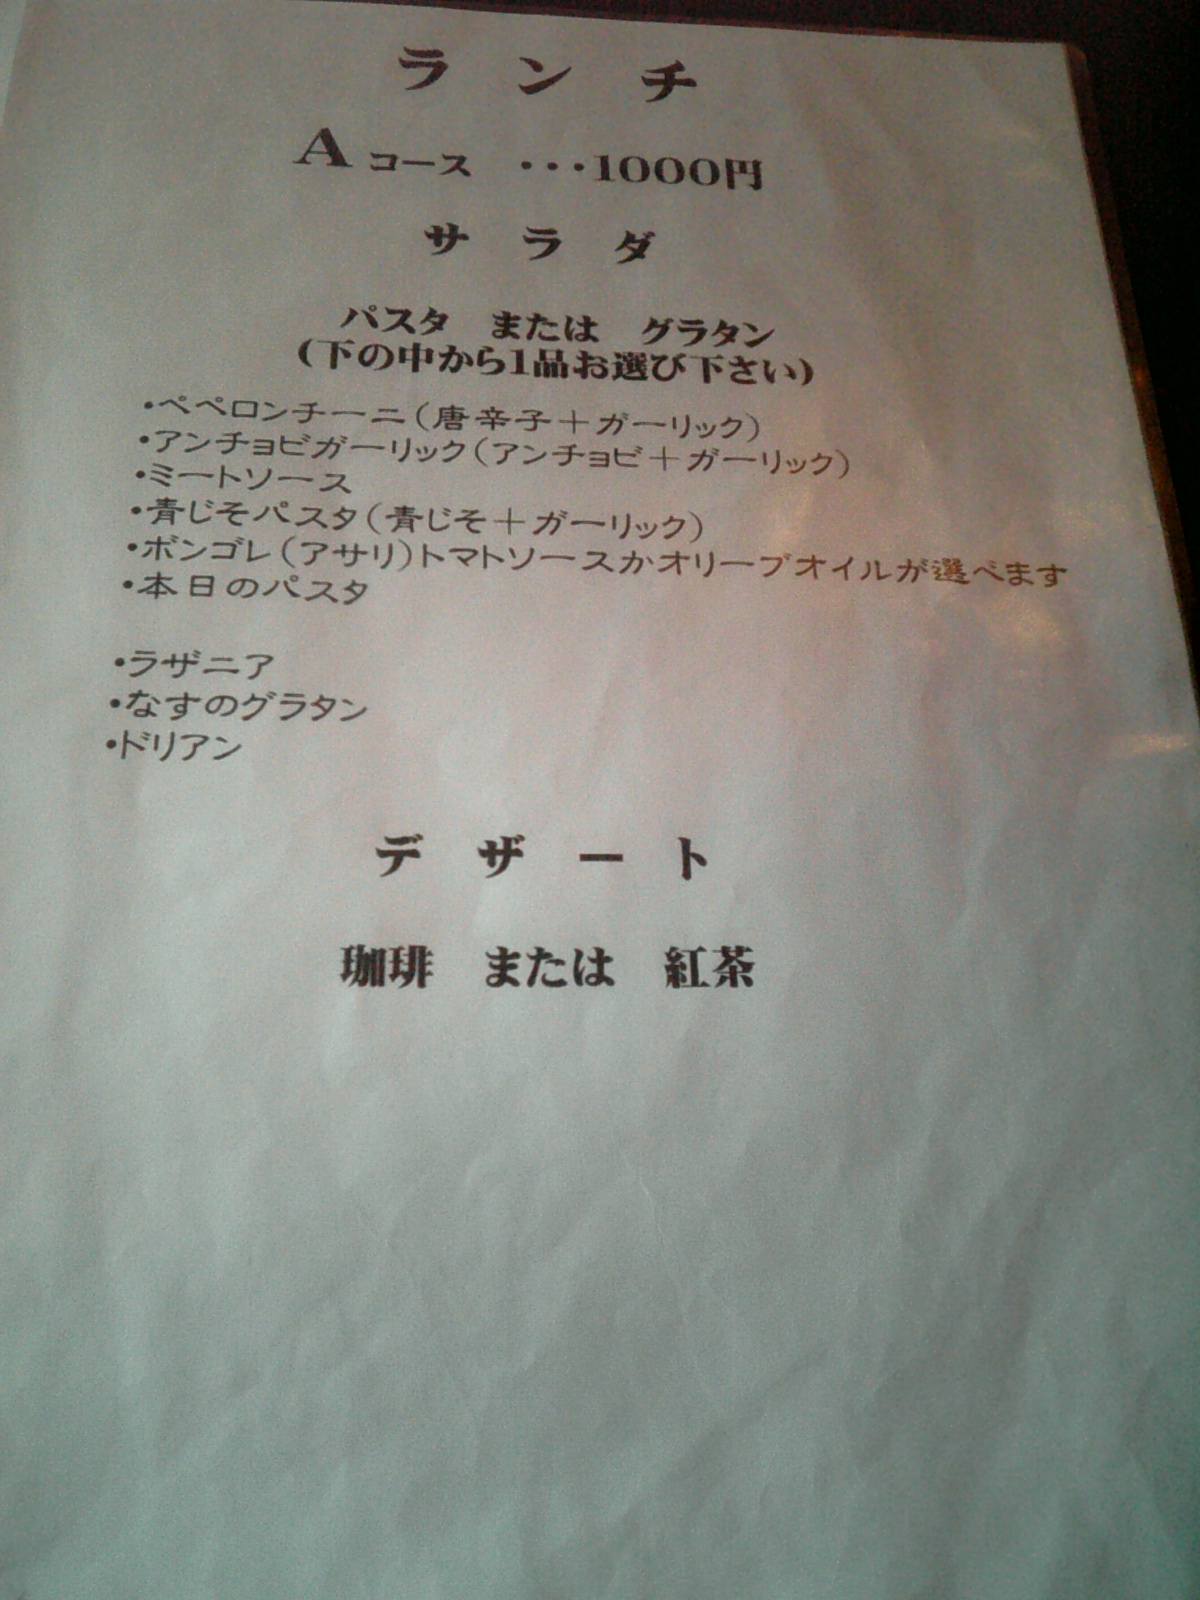 ランチ
Aコース ・・・1000円
サラダ
パスタ または グラタン
(下の中から1品お選び下さい)
・ペペロンチーニ(唐辛子＋ガーリック)
・アンチョビガーリック(アンチョビ＋ガーリック)
・ミートソース
・青じそパスタ(青じそ＋ガーリック)
・ボンゴレ(アサリ)トマトソースかオリーブオイルが選べます
・本日のパスタ
・ラザニア
・なすのグラタン
・ドリアン
デザート
珈琲 または 紅茶